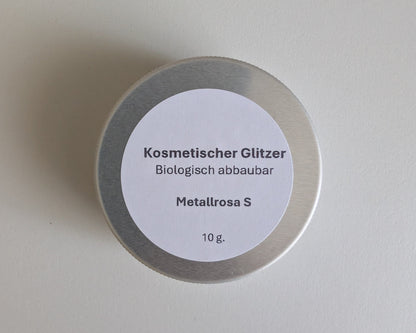 Kosmetischer Glitzer
Biologisch abbaubar
Metallrosa S
10 g.